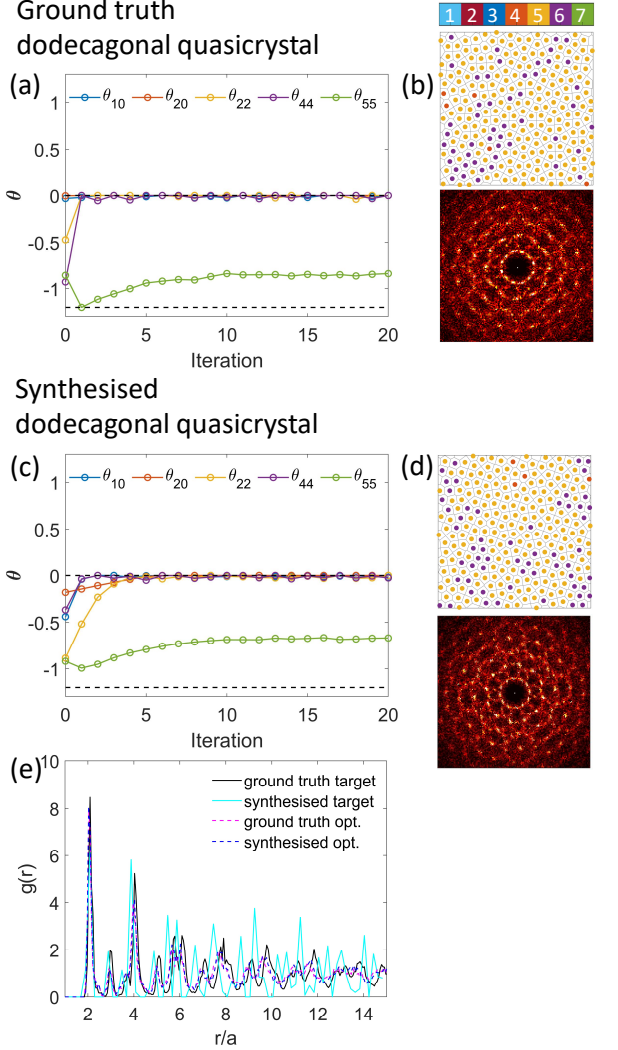 Ground truth
dodecagonal quasicrystal
1 2 3 4 5 6 7
(a)
(b)
θ10 θ20 θ22 θ44 θ55
1
0.5
0
-0.5
-1
θ
0 5 10 15 20
Iteration
Synthesised
dodecagonal quasicrystal
(c)
(d)
θ10 θ20 θ22 θ44 θ55
1
0.5
0
-0.5
-1
θ
0 5 10 15 20
Iteration
(e)
10
8
6
4
2
0
g(r)
ground truth target
synthesised target
ground truth opt.
synthesised opt.
2 4 6 8 10 12 14
r/a